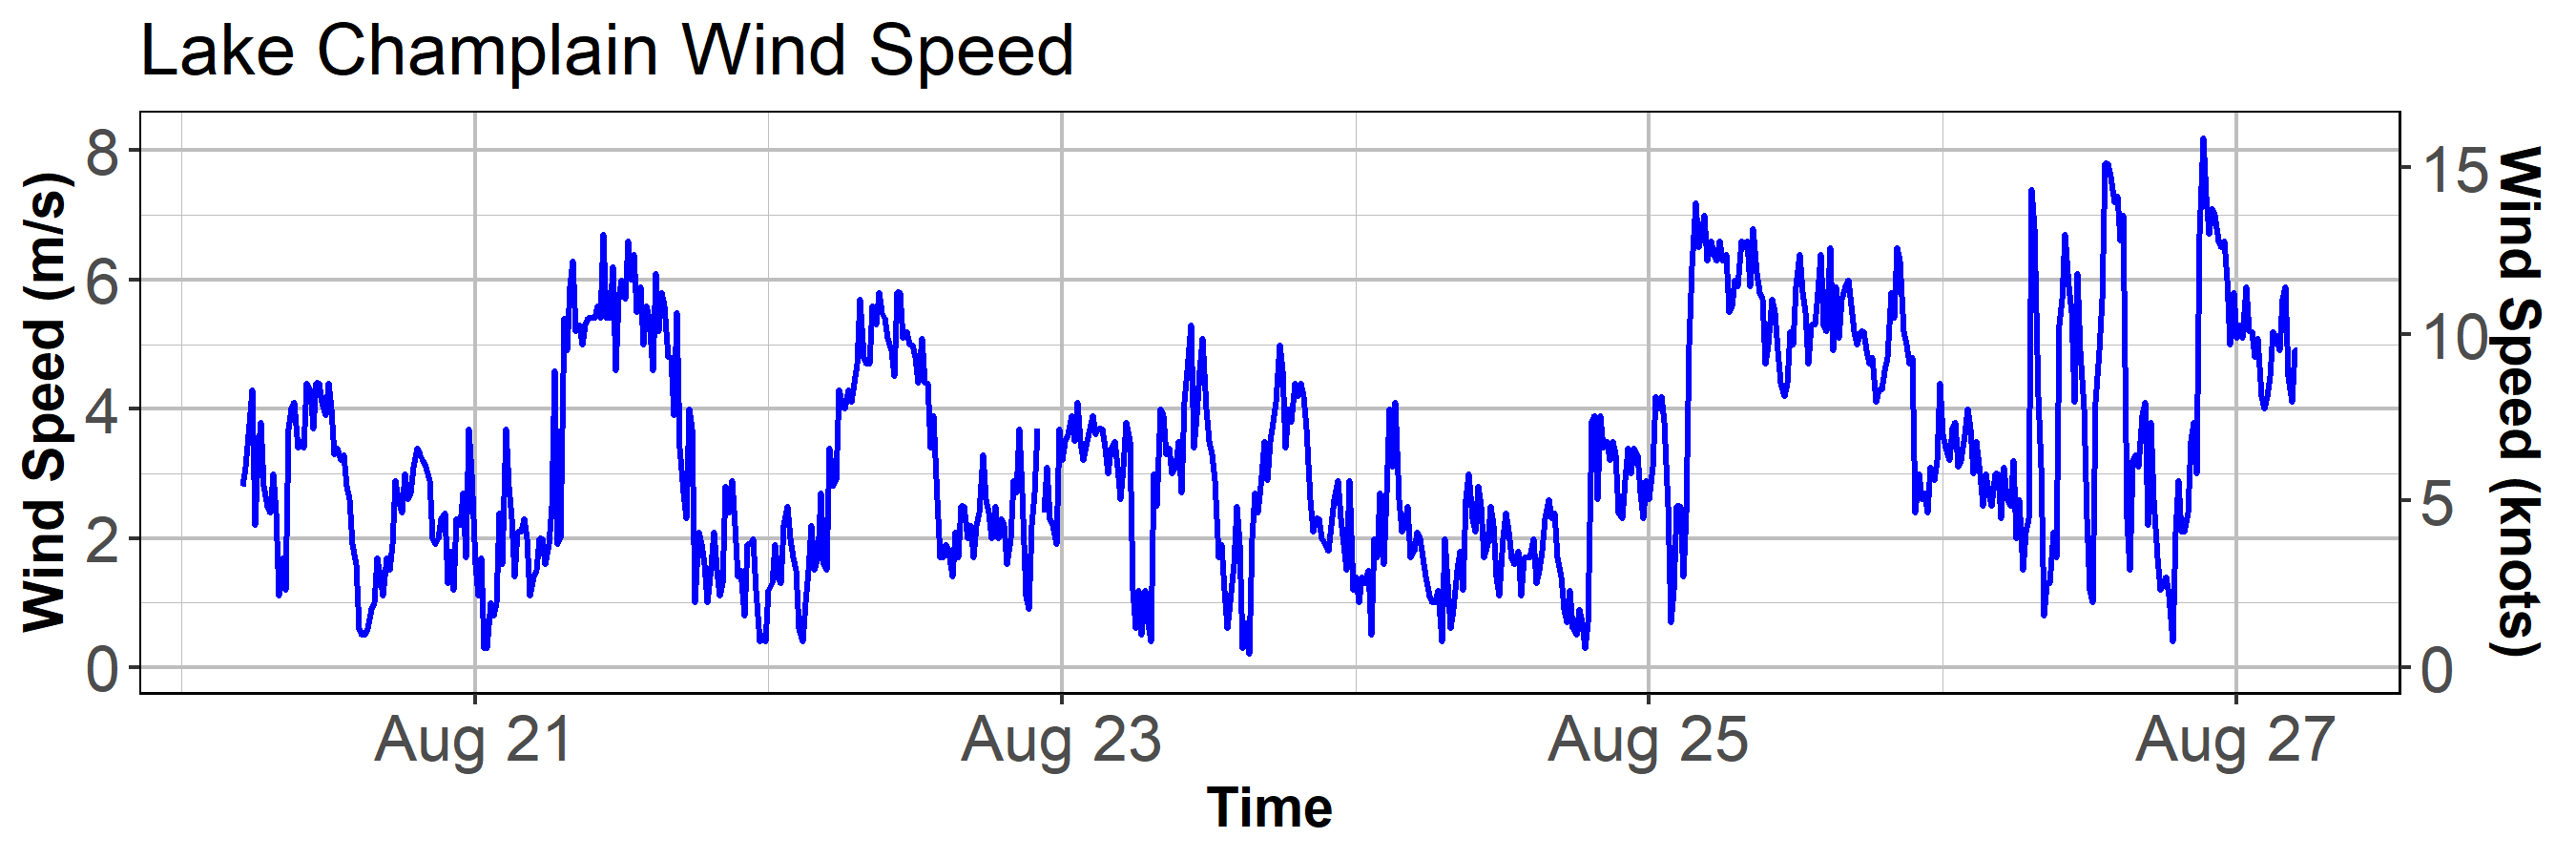 Lake Champlain Wind Speed
Wind Speed (m/s)
8
6
4
2
0
15
10
5
0
Wind Speed (knots)
Aug 21
Aug 23
Aug 25
Aug 27
Time